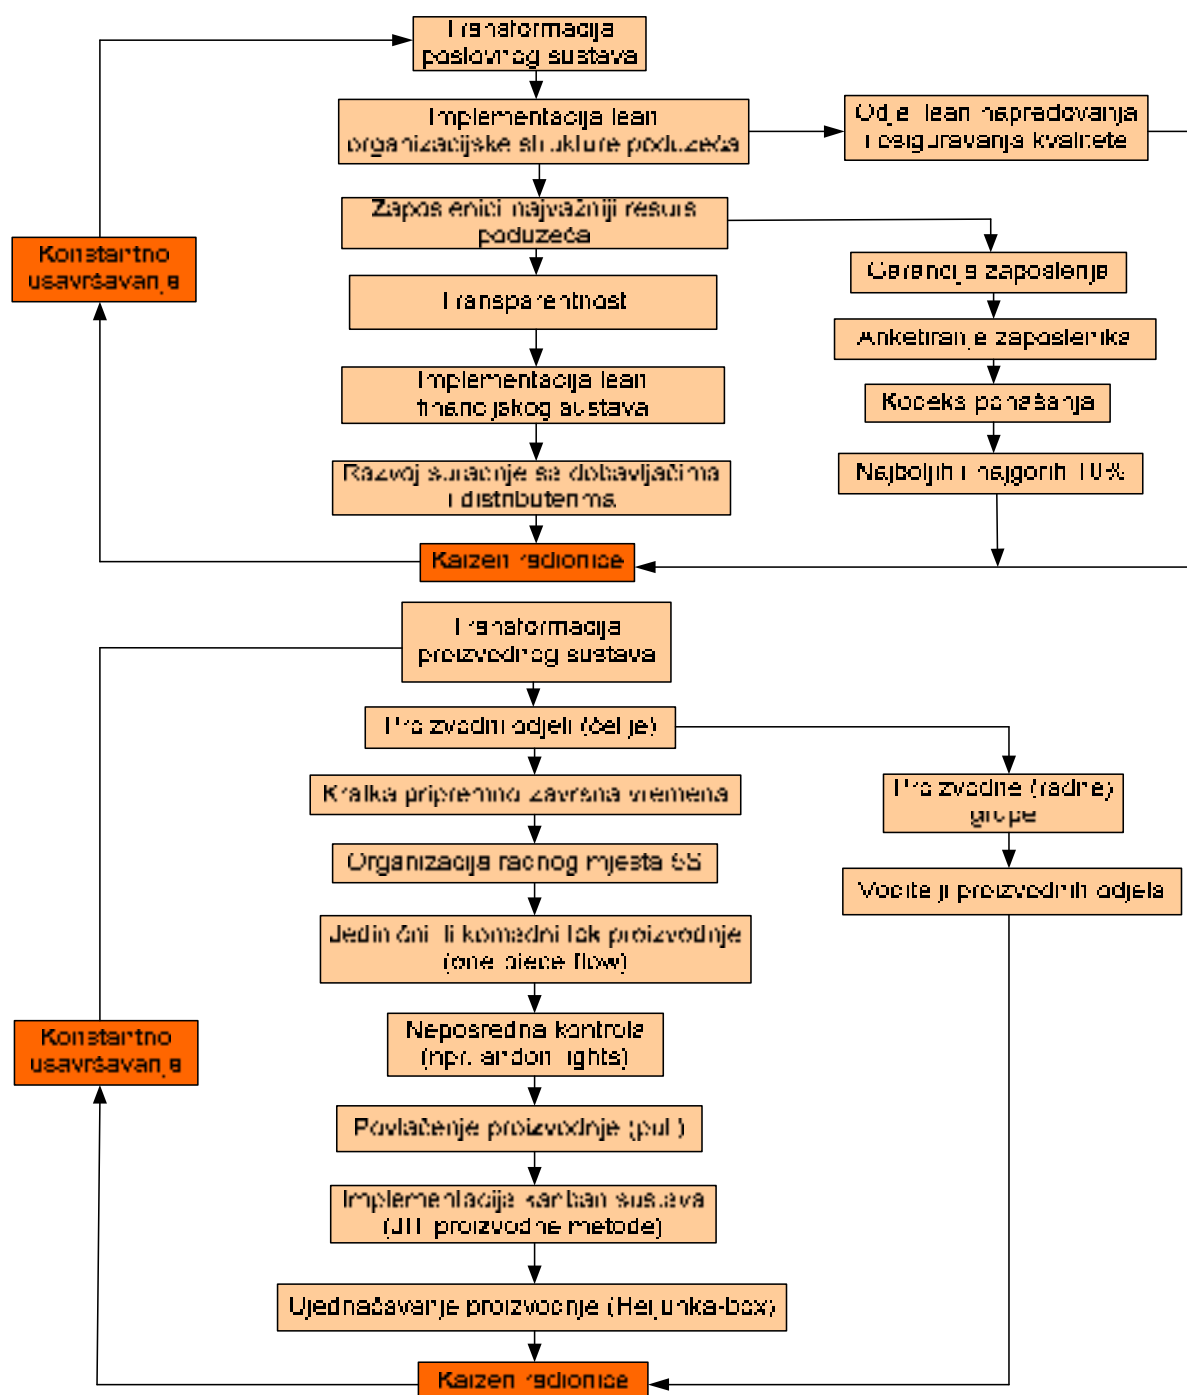 Transformacija
poslovnog sustava
Implementacija lean
organizacijske strukture poduzeća
Odjel lean napredovanja
i osiguravanja kvalitete
Zaposlenici najvažniji resurs
poduzeća
Konstantno
usavršavanje
Garancija zaposlenja
Transparentnost
Anketiranje zaposlenika
Implementacija lean
financijskog sustava
Kodeks ponašanja
Razvoj suradnje sa dobavljačima
i distributerima
Najboljih i najgorih 10%
Kaizen radionice
Transformacija
proizvodnog sustava
Proizvodni odjeli (ćelije)
Kratka pripremno završna vremena
Proizvodne (radne)
grupe
Organizacija radnog mjesta 5S
Voditelji proizvodnih odjela
Jedinični ili komadni tok proizvodnje
(one piece flow)
Konstantno
usavršavanje
Neposredna kontrola
(npr. andon lights)
Povlačenje proizvodnje (pull)
Implementacija kanban sustava
(JIT proizvodne metode)
Ujednačavanje proizvodnje (Heijunka-box)
Kaizen radionice